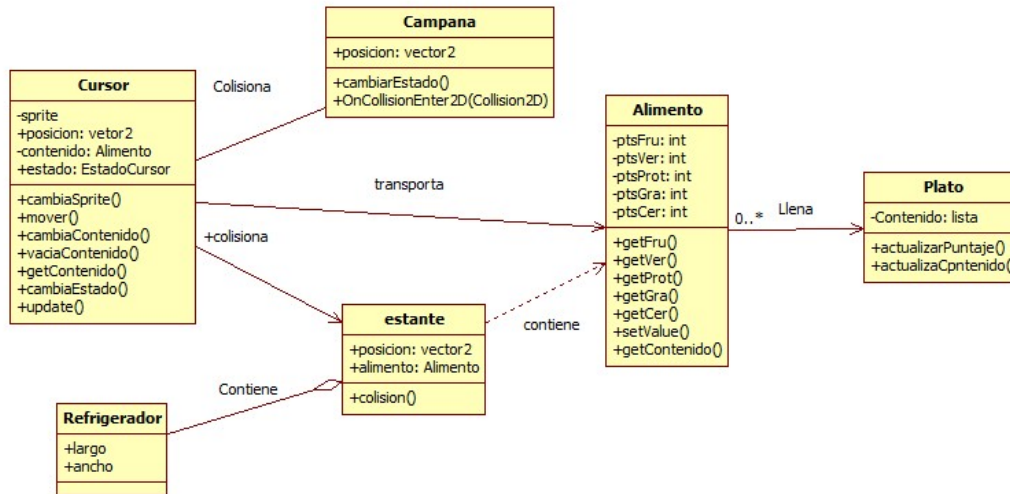 Campana
+posicion: vector2
+cambiarEstado()
+OnCollisionEnter2D(Collision2D)
Colisiona
Cursor
-sprite
+posicion: vetor2
-contenido: Alimento
+estado: EstadoCursor
+cambiaSprite()
+mover()
+cambiaContenido()
+vaciaContenido()
+getContenido()
+cambiaEstado()
+update()
transporta
+colisiona
Alimento
-ptsFru: int
-ptsVer: int
-ptsProt: int
-ptsGra: int
-ptsCer: int
+getFru()
+getVer()
+getProt()
+getGra()
+getCer()
+setValue()
+getContenido()
0..*
Llena
Plato
-Contenido: lista
+actualizarPuntaje()
+actualizaCpntenido()
estante
+posicion: vector2
+alimento: Alimento
+colision()
contiene
Contiene
Refrigerador
+largo
+ancho